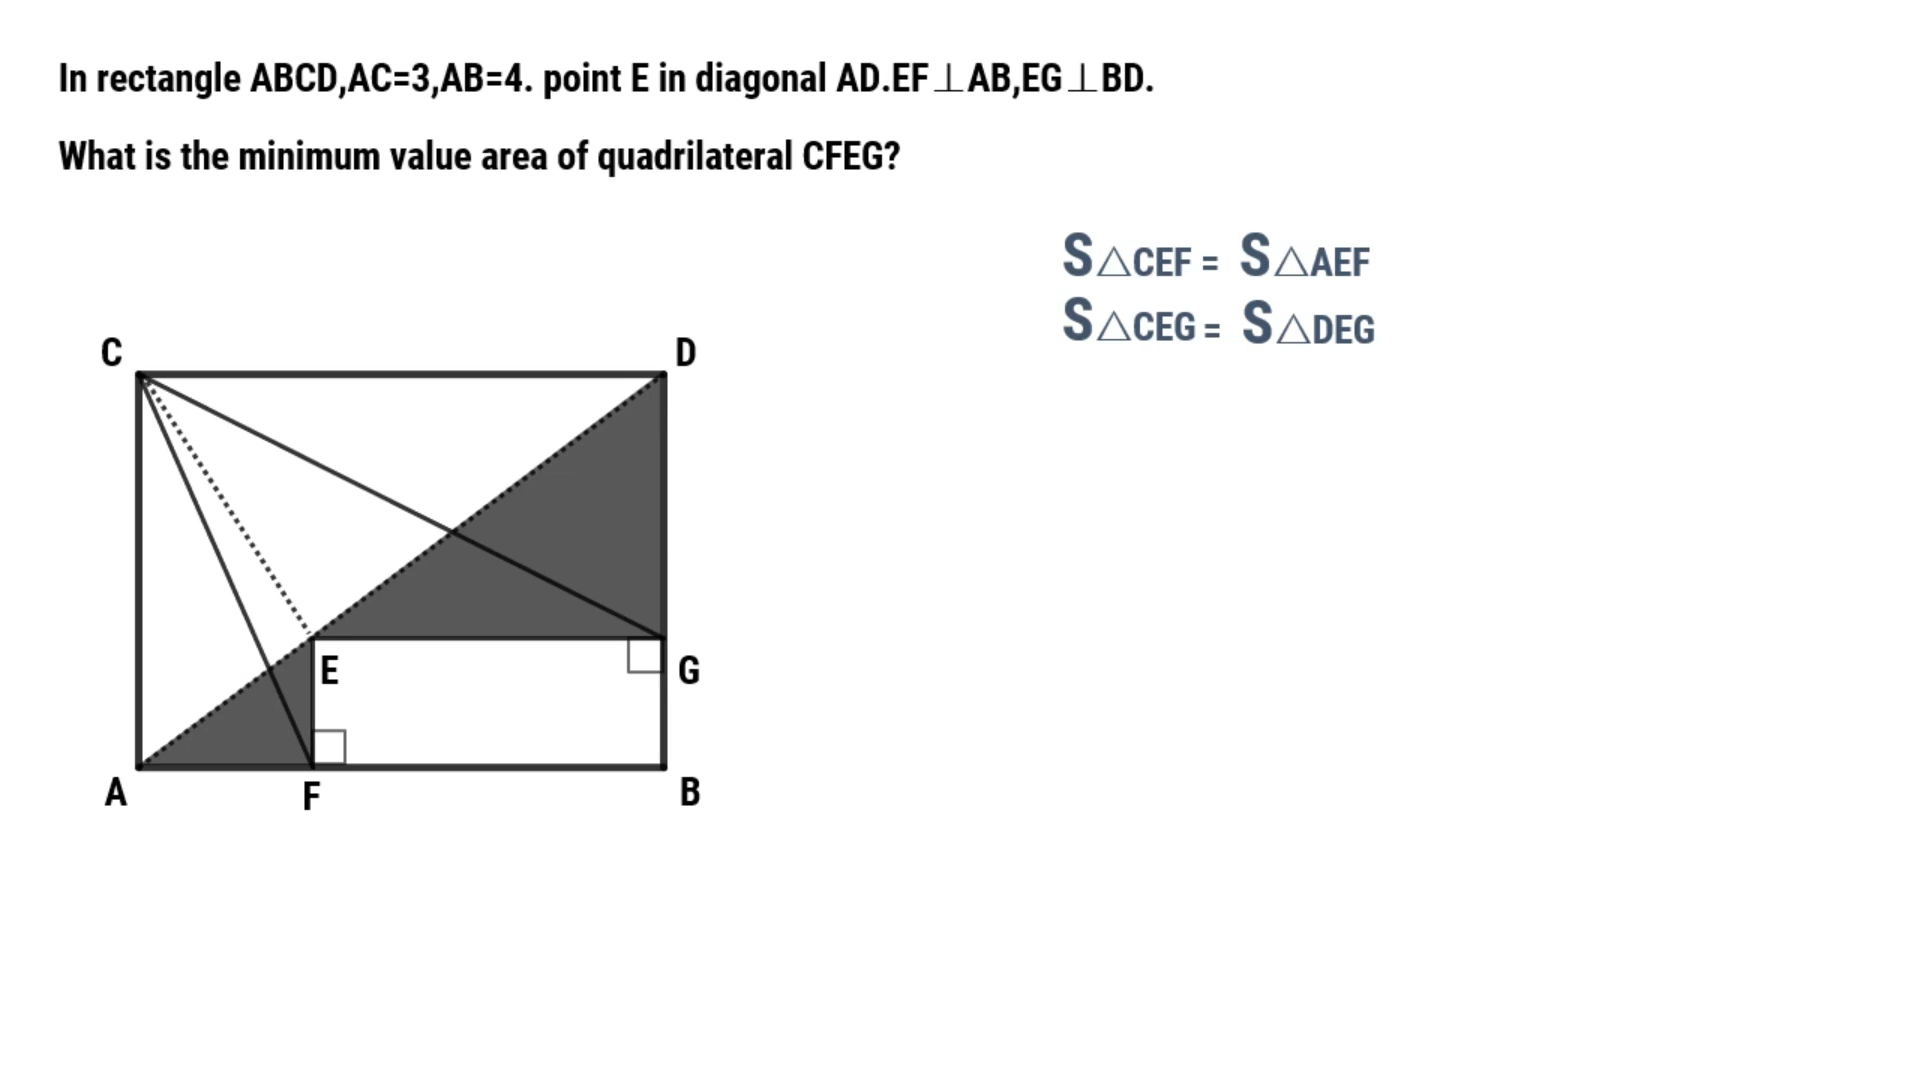 In rectangle ABCD,AC=3,AB=4. point E in diagonal AD.EF⊥AB,EG⊥BD.
What is the minimum value area of quadrilateral CFEG?
S△CEF = S△AEF
S△CEG = S△DEG
C
D
E
G
A
F
B